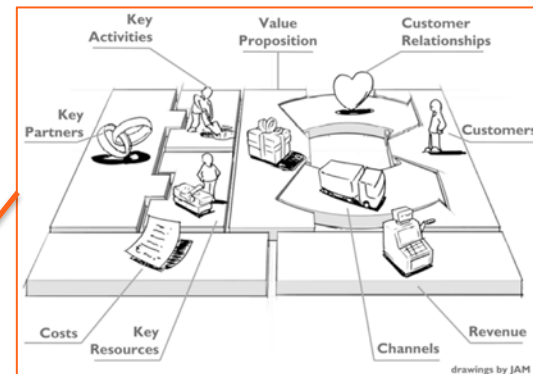 Key
Activities
Value
Proposition
Customer
Relationships
Key
Partners
Customers
Costs
Key
Resources
Channels
Revenue
drawings by JAM